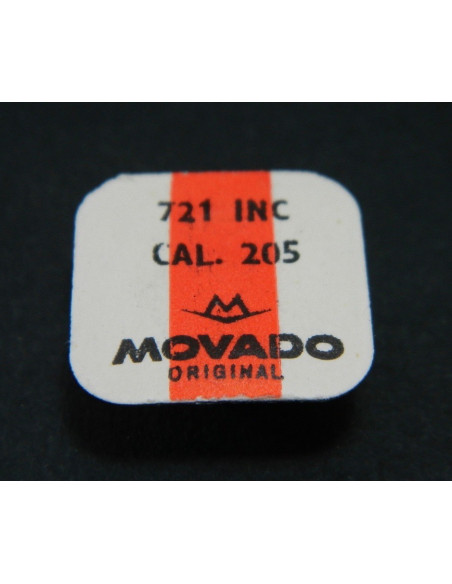 721 INC
CAL. 205
MOVADO
ORIGINAL